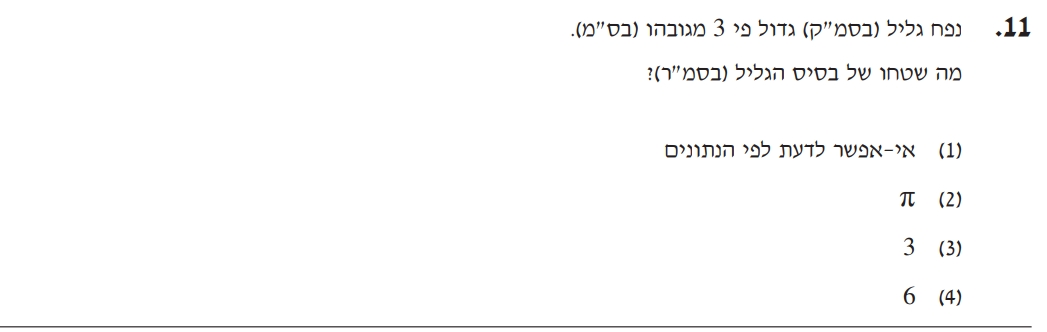 .11 נפח גליל (בסמ"ק) גדול פי 3 מגובהו (בס"מ).
מה שטחו של בסיס הגליל (בסמ"ר)?
(1) אי-אפשר לדעת לפי הנתונים
(2) π
(3) 3
(4) 6